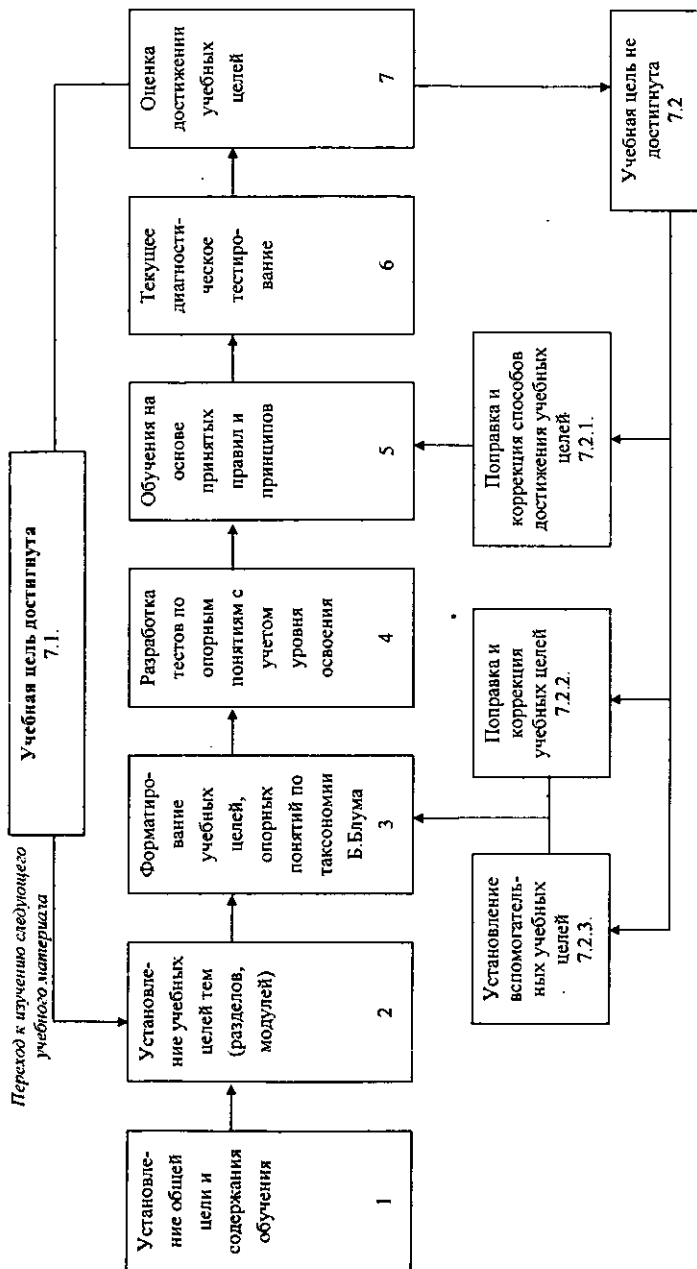 Учебная цель достигнута
7.1.
Переход к изучению следующего
учебного материала
Установле-
ние общей
цели и
содержания
обучения
1
Установле-
ние учебных
целей тем
(разделов,
модулей)
2
Форматиро-
вание
учебных
целей,
опорных
понятий по
таксономии
Б.Блума
3
Разработка
тестов по
опорным
понятиям с
учетом
уровня
освоения
4
Обучения на
основе
принятых
правил и
принципов
5
Текущее
диагности-
ческое
тестиро-
вание
6
Оценка
достижении
учебных
целей
7
Установление
вспомогатель-
ных учебных
целей
7.2.3.
Поправка и
коррекция
учебных целей
7.2.2.
Поправка и
коррекция способов
достижения учебных
целей
7.2.1.
Учебная цель не
достигнута
7.2